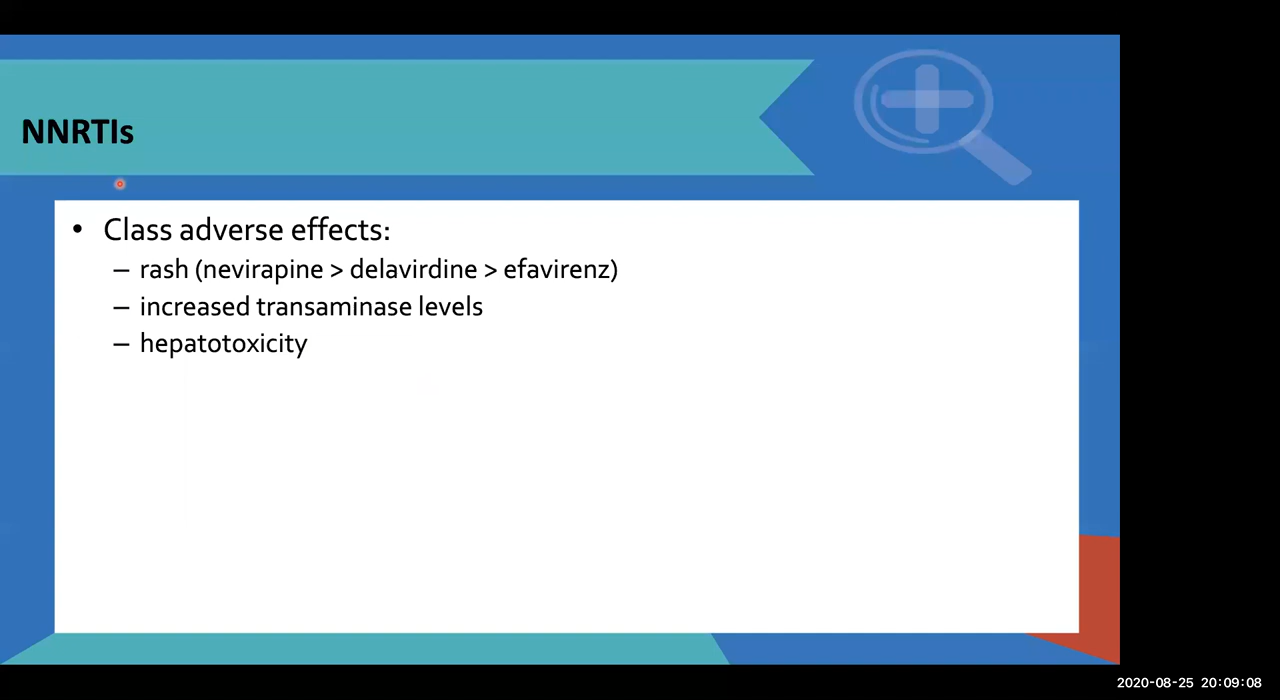 NNRTIs
• Class adverse effects:
– rash (nevirapine > delavirdine > efavirenz)
– increased transaminase levels
– hepatotoxicity
2020-08-25 20:09:08